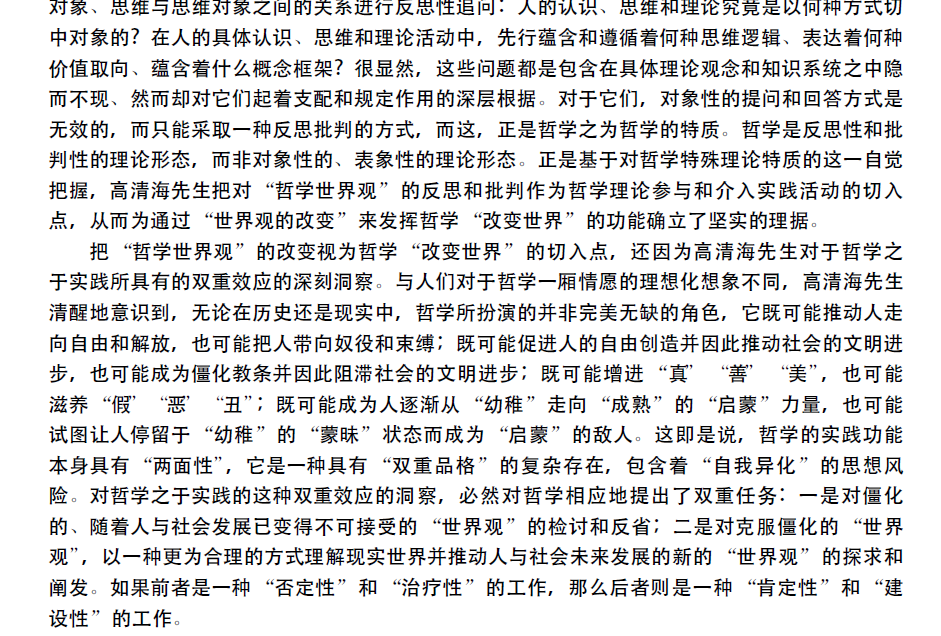 对象、思维与思维对象之间的关系进行反思性追问：人的认识、思维和理论究竟是以何种方式切
中对象的？在人的具体认识、思维和理论活动中，先行蕴含和遵循着何种思维逻辑、表达着何种
价值取向、蕴含着什么概念框架？很显然，这些问题都是包含在具体理论观念和知识系统之中隐
而不现、然而却对它们起着支配和规定作用的深层根据。对于它们，对象性的提问和回答方式是
无效的，而只能采取一种反思批判的方式，而这，正是哲学之为哲学的特质。哲学是反思性和批
判性的理论形态，而非对象性的、表象性的理论形态。正是基于对哲学特殊理论特质的这一自觉
把握，高清海先生把对“哲学世界观”的反思和批判作为哲学理论参与和介入实践活动的切入
点，从而为通过“世界观的改变”来发挥哲学“改变世界”的功能确立了坚实的理据。
把“哲学世界观”的改变视为哲学“改变世界”的切入点，还因为高清海先生对于哲学之
于实践所具有的双重效应的深刻洞察。与人们对于哲学一厢情愿的理想化想象不同，高清海先生
清醒地意识到，无论在历史还是现实中，哲学所扮演的并非完美无缺的角色，它既可能推动人走
向自由和解放，也可能把人带向奴役和束缚；既可能促进人的自由创造并因此推动社会的文明进
步，也可能成为僵化教条并因此阻滞社会的文明进步；既可能增进“真’‘善’‘美”，也可能
滋养“假’‘恶’‘丑”；既可能成为人逐渐从“幼稚”走向“成熟”的“启蒙”力量，也可能
试图让人停留于“幼稚”的“蒙昧”状态而成为“启蒙”的敌人。这即是说，哲学的实践功能
本身具有“两面性”，它是一种具有“双重品格”的复杂存在，包含着“自我异化”的思想风
险。对哲学之于实践的这种双重效应的洞察，必然对哲学相应地提出了双重任务：一是对僵化
的、随着人与社会发展已变得不可接受的“世界观”的检讨和反省；二是对克服僵化的“世界
观”，以一种更为合理的方式理解现实世界并推动人与社会未来发展的新的“世界观”的探求和
阐发。如果前者是一种“否定性”和“治疗性”的工作，那么后者则是一种“肯定性”和“建
设性”的工作。